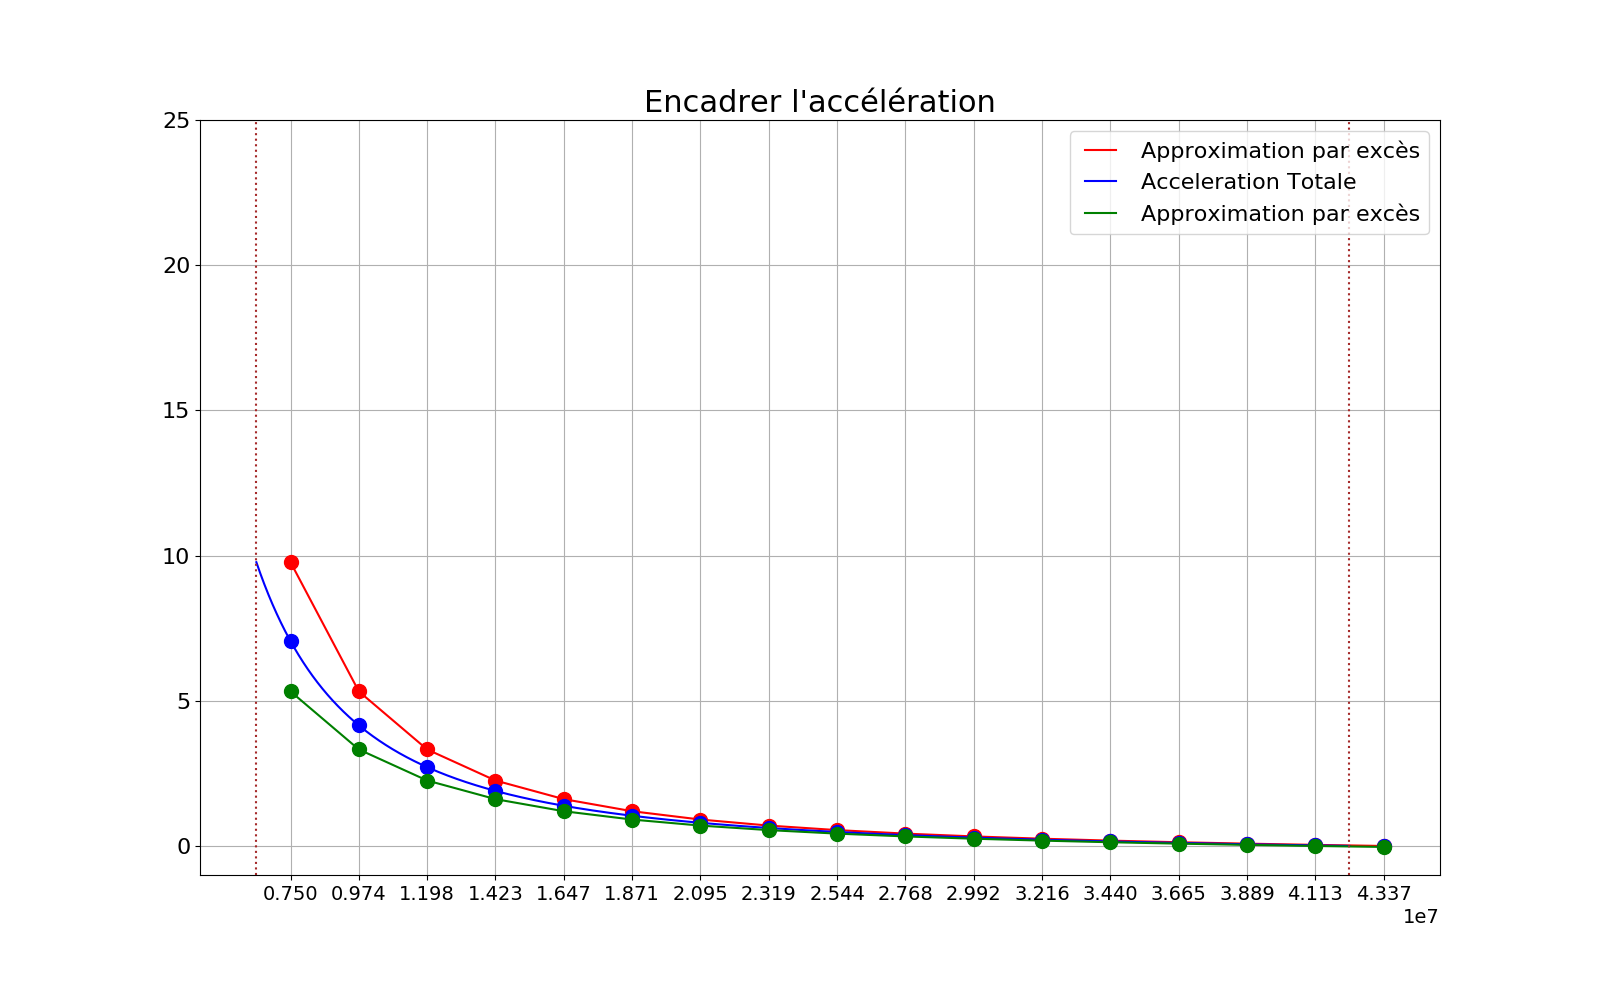 Encadrer l'accélération
25
20
15
10
5
0
Approximation par excès
Acceleration Totale
Approximation par excès
0.750 0.974 1.198 1.423 1.647 1.871 2.095 2.319 2.544 2.768 2.992 3.216 3.440 3.665 3.889 4.113 4.337
1e7